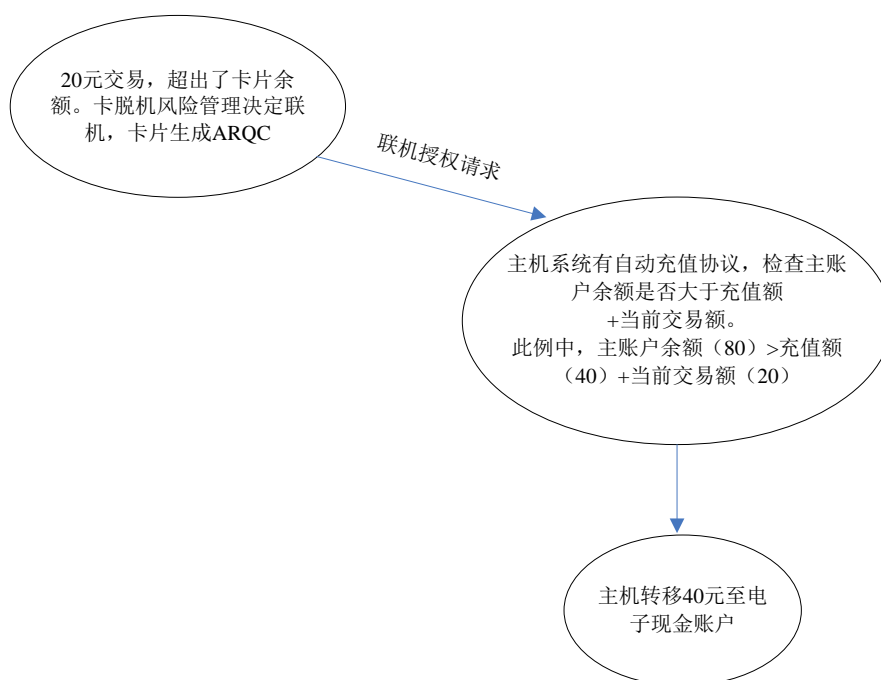 20元交易，超出了卡片余
额。卡脱机风险管理决定联
机，卡片生成ARQC
联机授权请求
主机系统有自动充值协议，检查主账
户余额是否大于充值额
+当前交易额。
此例中，主账户余额（80）>充值额
（40）+当前交易额（20）
主机转移40元至电
子现金账户